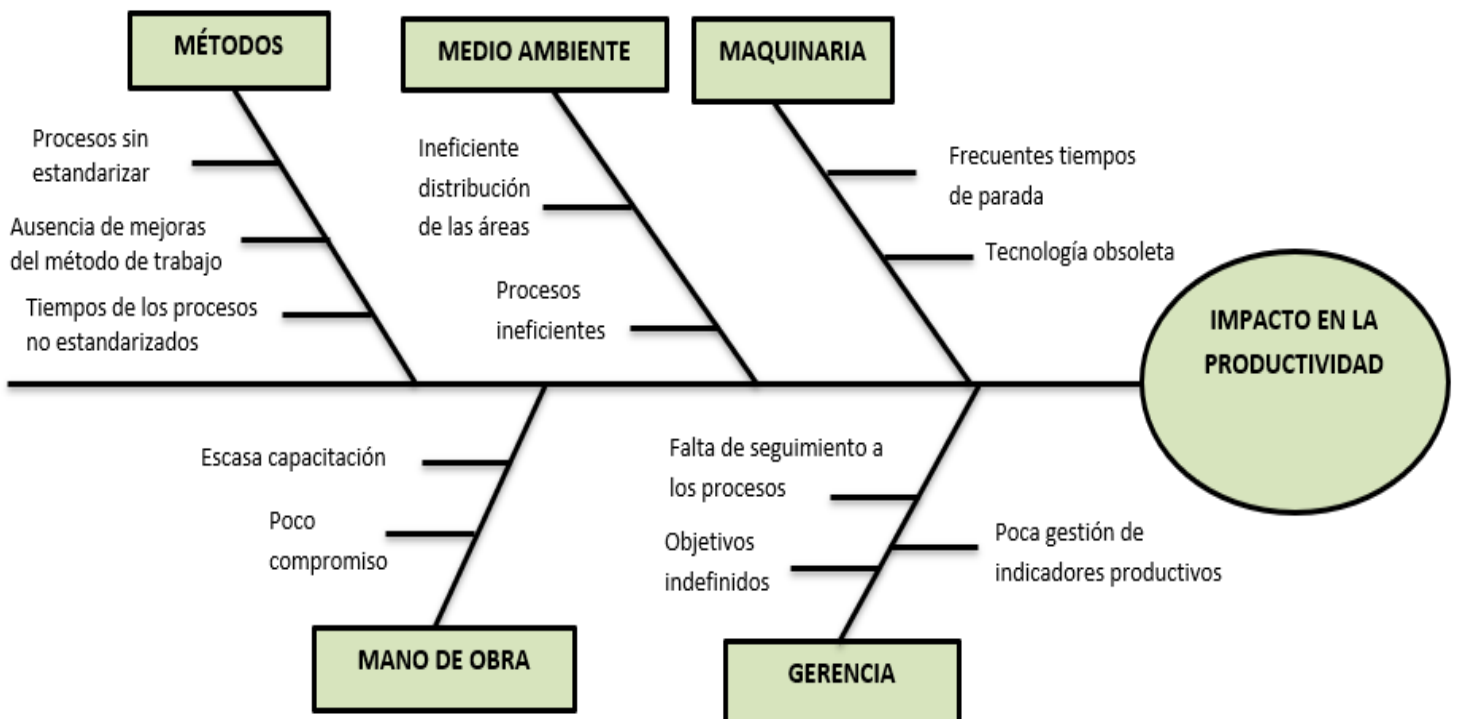 MÉTODOS
MEDIO AMBIENTE
MAQUINARIA
Procesos sin
estandarizar
Ausencia de mejoras
del método de trabajo
Tiempos de los procesos
no estandarizados
Ineficiente
distribución
de las áreas
Procesos
ineficientes
Frecuentes tiempos
de parada
Tecnología obsoleta
IMPACTO EN LA
PRODUCTIVIDAD
Escasa capacitación
Poco
compromiso
Falta de seguimiento a
los procesos
Objetivos
indefinidos
Poca gestión de
indicadores productivos
MANO DE OBRA
GERENCIA